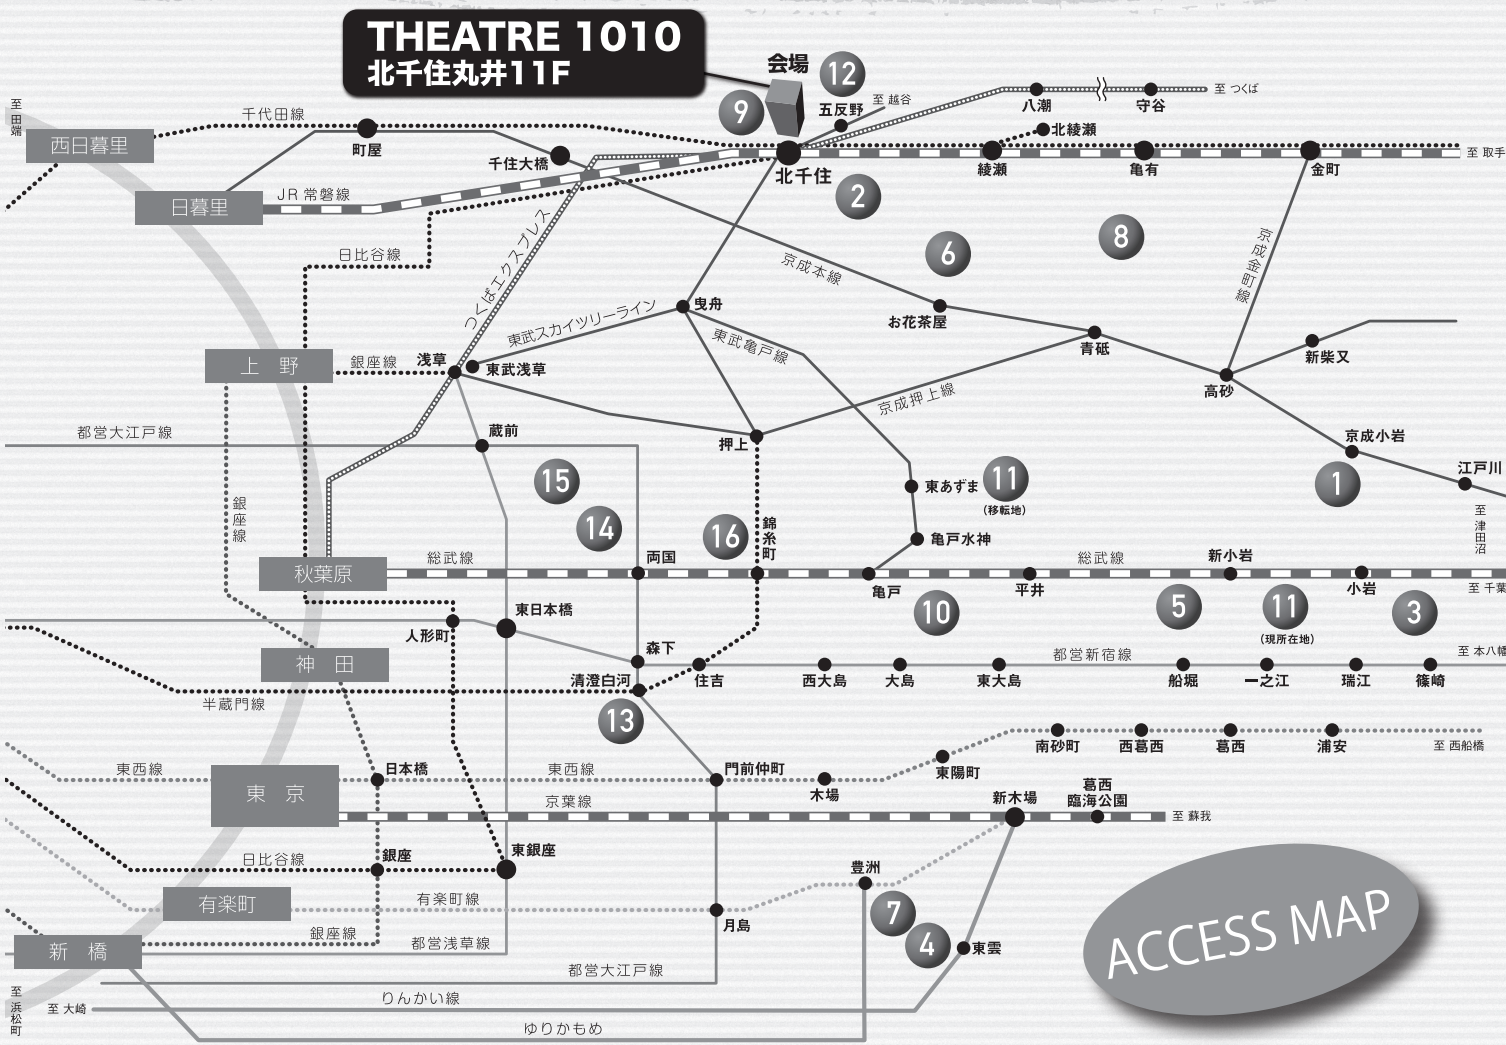 THEATRE 1010
北千住丸井11F
会場
12
9
五反野
至 越谷
八潮
守谷
至 つくば
至 田端
千代田線
西日暮里
町屋
千住大橋
北千住
北綾瀬
綾瀬
亀有
金町
至 取手
日暮里
JR 常磐線
2
日比谷線
つくばエクスプレス
京成本線
6
8
京成金町線
曳舟
お花茶屋
東武スカイツリーライン
東武亀戸線
青砥
新柴又
上 野
銀座線
浅草
東武浅草
京成押上線
高砂
都営大江戸線
蔵前
押上
京成小岩
江戸川
15
東あずま
11
(移転地)
1
銀座線
14
16
錦糸町
亀戸水神
至 津田沼
秋葉原
総武線
両国
総武線
新小岩
亀戸
平井
小岩
至 千葉
10
5
11
(現所在地)
3
東日本橋
人形町
神 田
森下
都営新宿線
至 本八幡
清澄白河
住吉
西大島
大島
東大島
船堀
一之江
瑞江
篠崎
半蔵門線
13
南砂町
西葛西
葛西
浦安
至 西船橋
東西線
日本橋
東西線
門前仲町
木場
東陽町
東 京
京葉線
新木場
葛西
臨海公園
至 蘇我
日比谷線
銀座
東銀座
豊洲
有楽町
有楽町線
月島
7
4
東雲
新 橋
銀座線
都営浅草線
都営大江戸線
至 浜松町
至 大崎
りんかい線
ゆりかもめ
ACCESS MAP